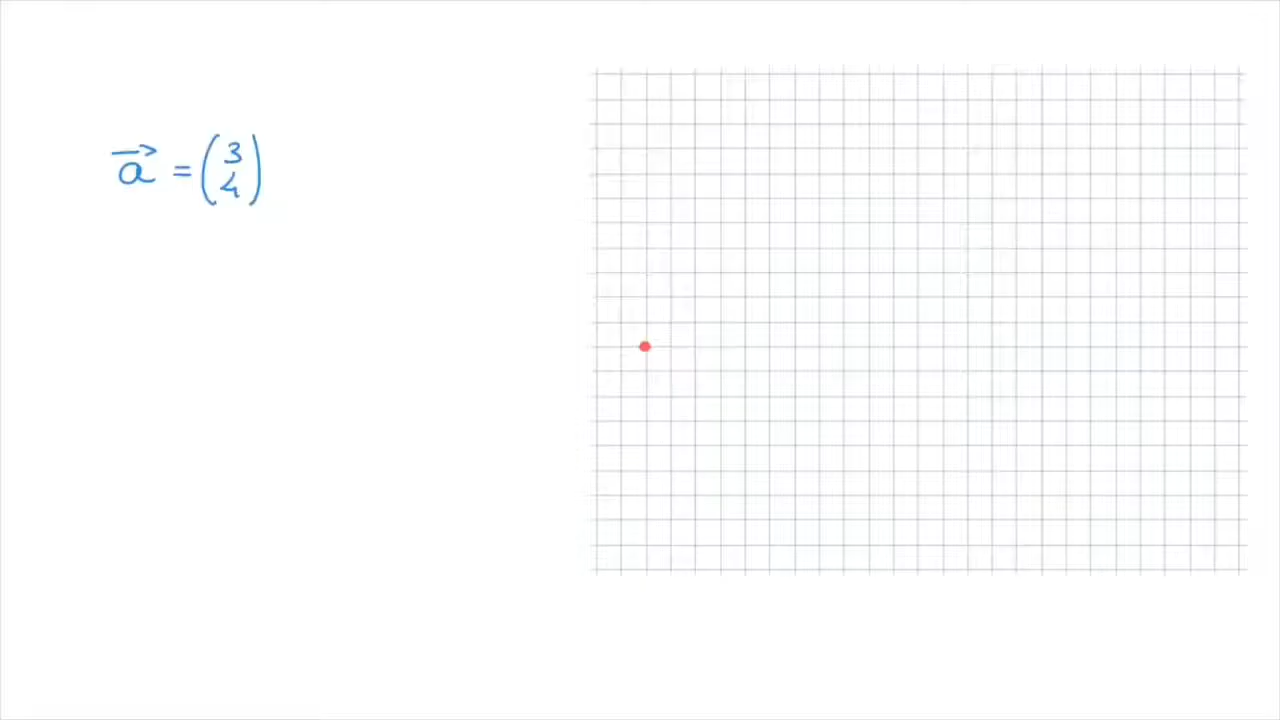 a⃗ = (3
4)